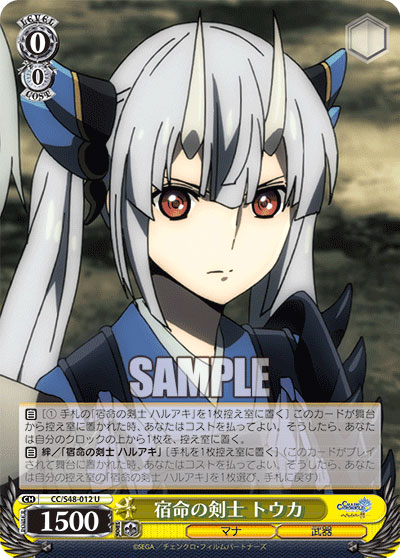 LEVEL
0
0
COST
SAMPLE
自 [① 手札の「宿命の剣士 ハルアキ」を1枚控え室に置く] このカードが舞台
から控え室に置かれた時、あなたはコストを払ってよい。そうしたら、あなた
は自分のクロックの上から1枚を、控え室に置く。
自 絆/「宿命の剣士 ハルアキ」 [手札を1枚控え室に置く] (このカードがプレイ
されて舞台に置かれた時、あなたはコストを払ってよい。そうしたら、あなたは
自分の控え室の「宿命の剣士 ハルアキ」を1枚選び、手札に戻す)
CH CC/S48-012 U
POWER
1500
宿命の剣士 トウカ
マナ 武器
©SEGA / チェンクロ・フィルムパートナーズ